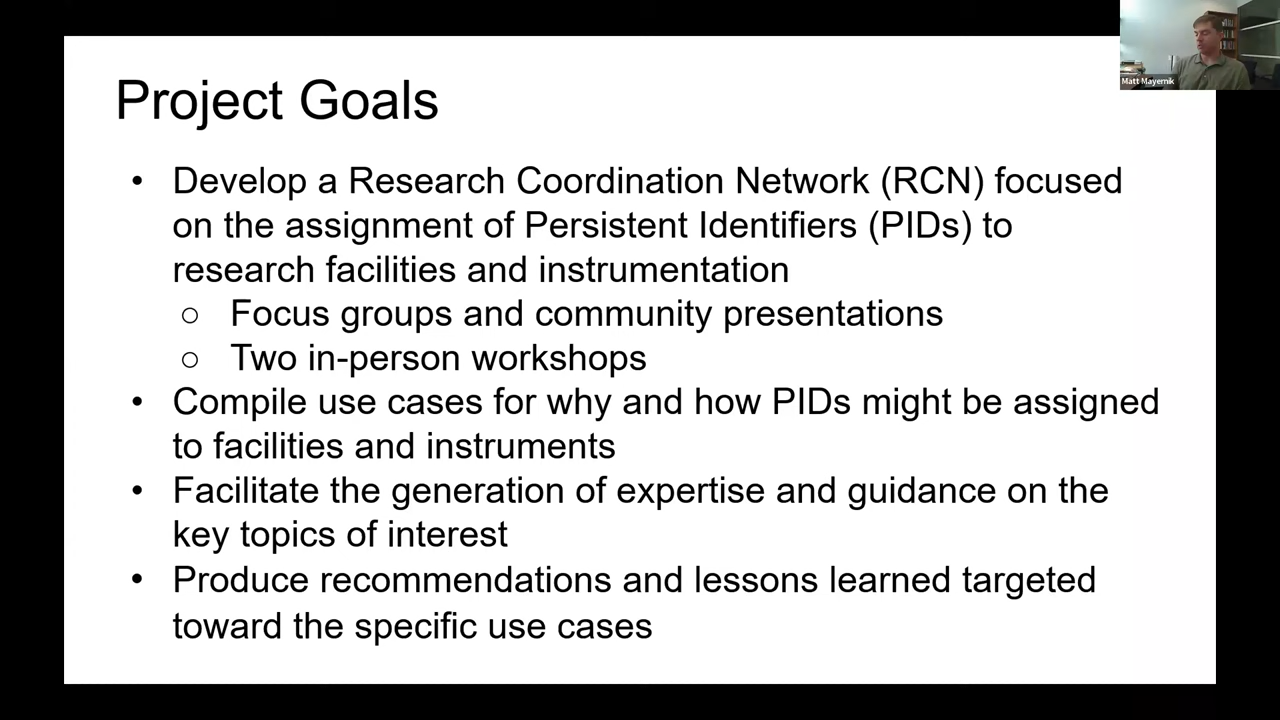 Project Goals
Matt Mayernik
• Develop a Research Coordination Network (RCN) focused
on the assignment of Persistent Identifiers (PIDs) to
research facilities and instrumentation
○ Focus groups and community presentations
○ Two in-person workshops
• Compile use cases for why and how PIDs might be assigned
to facilities and instruments
• Facilitate the generation of expertise and guidance on the
key topics of interest
• Produce recommendations and lessons learned targeted
toward the specific use cases